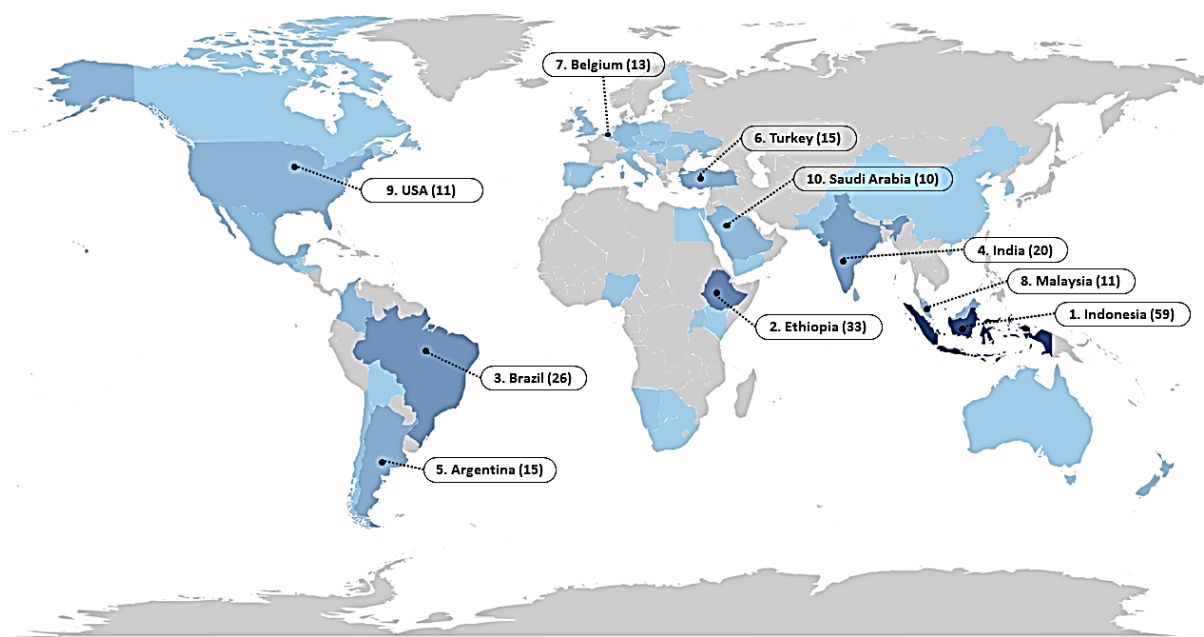 7. Belgium (13)
6. Turkey (15)
10. Saudi Arabia (10)
9. USA (11)
4. India (20)
8. Malaysia (11)
1. Indonesia (59)
2. Ethiopia (33)
3. Brazil (26)
5. Argentina (15)